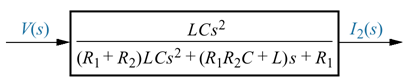 V(s)
LCs²
(R₁ + R₂)LCs² + (R₁R₂C + L)s + R₁
I₂(s)